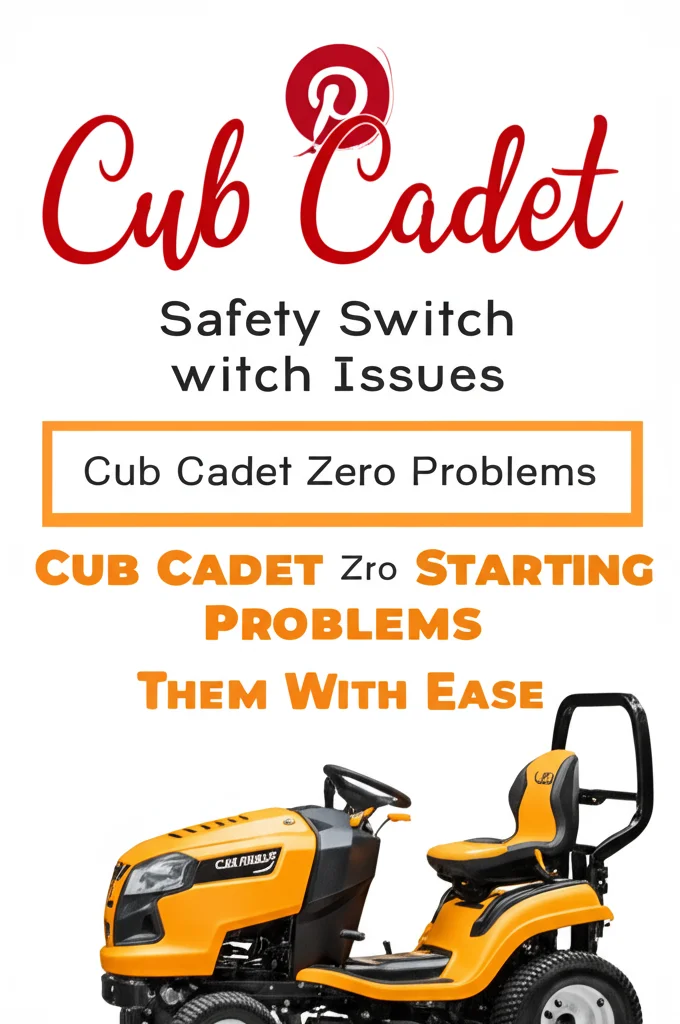 Cub Cadet
Safety Switch
witch Issues
Cub Cadet Zero Problems
CUB CADET Zro STARTING
PROBLEMS
THEM WITH EASE